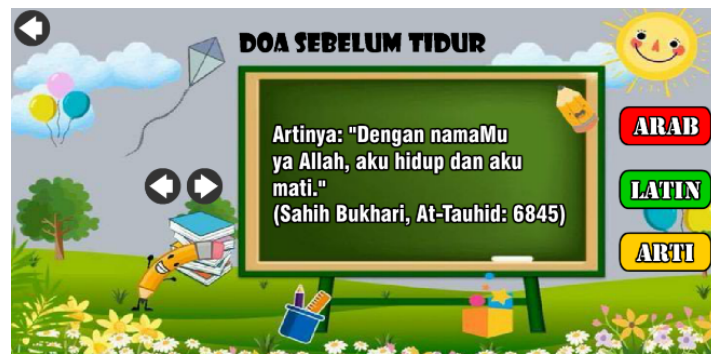 DOA SEBELUM TIDUR
Artinya: "Dengan namaMu
ya Allah, aku hidup dan aku
mati."
(Sahih Bukhari, At-Tauhid: 6845)
ARAB
LATIN
ARTI